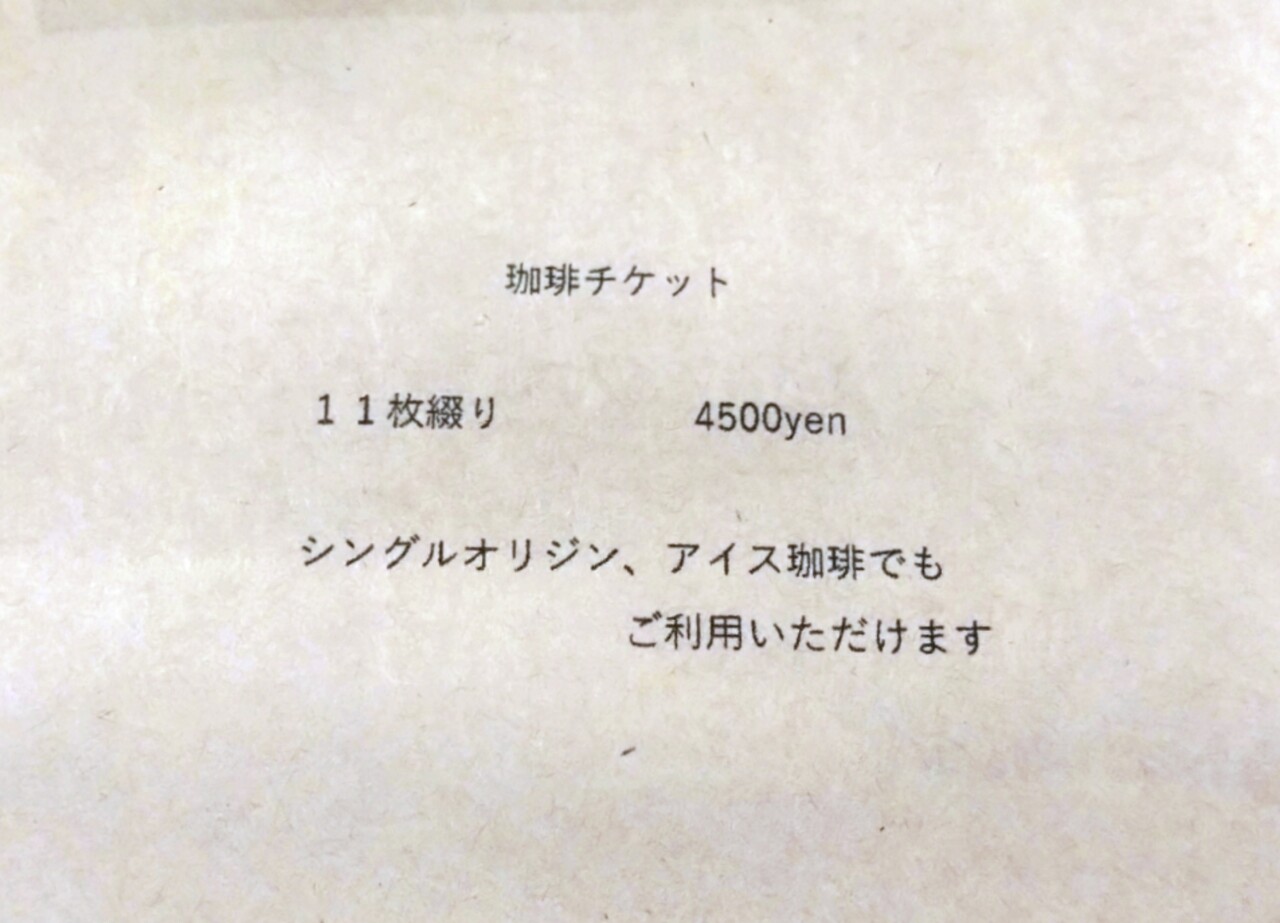 珈琲チケット
１１枚綴り 4500yen
シングルオリジン、アイス珈琲でも
ご利用いただけます